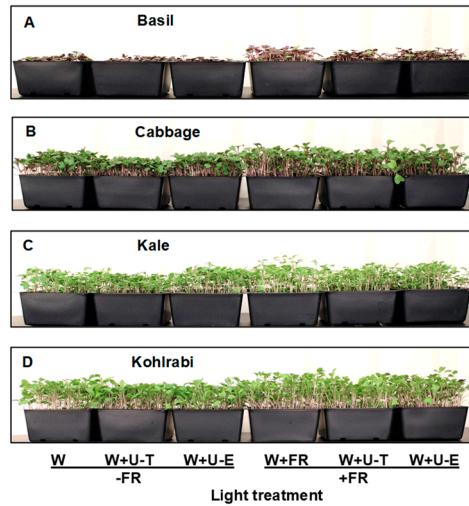 A Basil
B Cabbage
C Kale
D Kohlrabi
W W+U-T W+U-E W+FR W+U-T W+U-E
-FR +FR
Light treatment